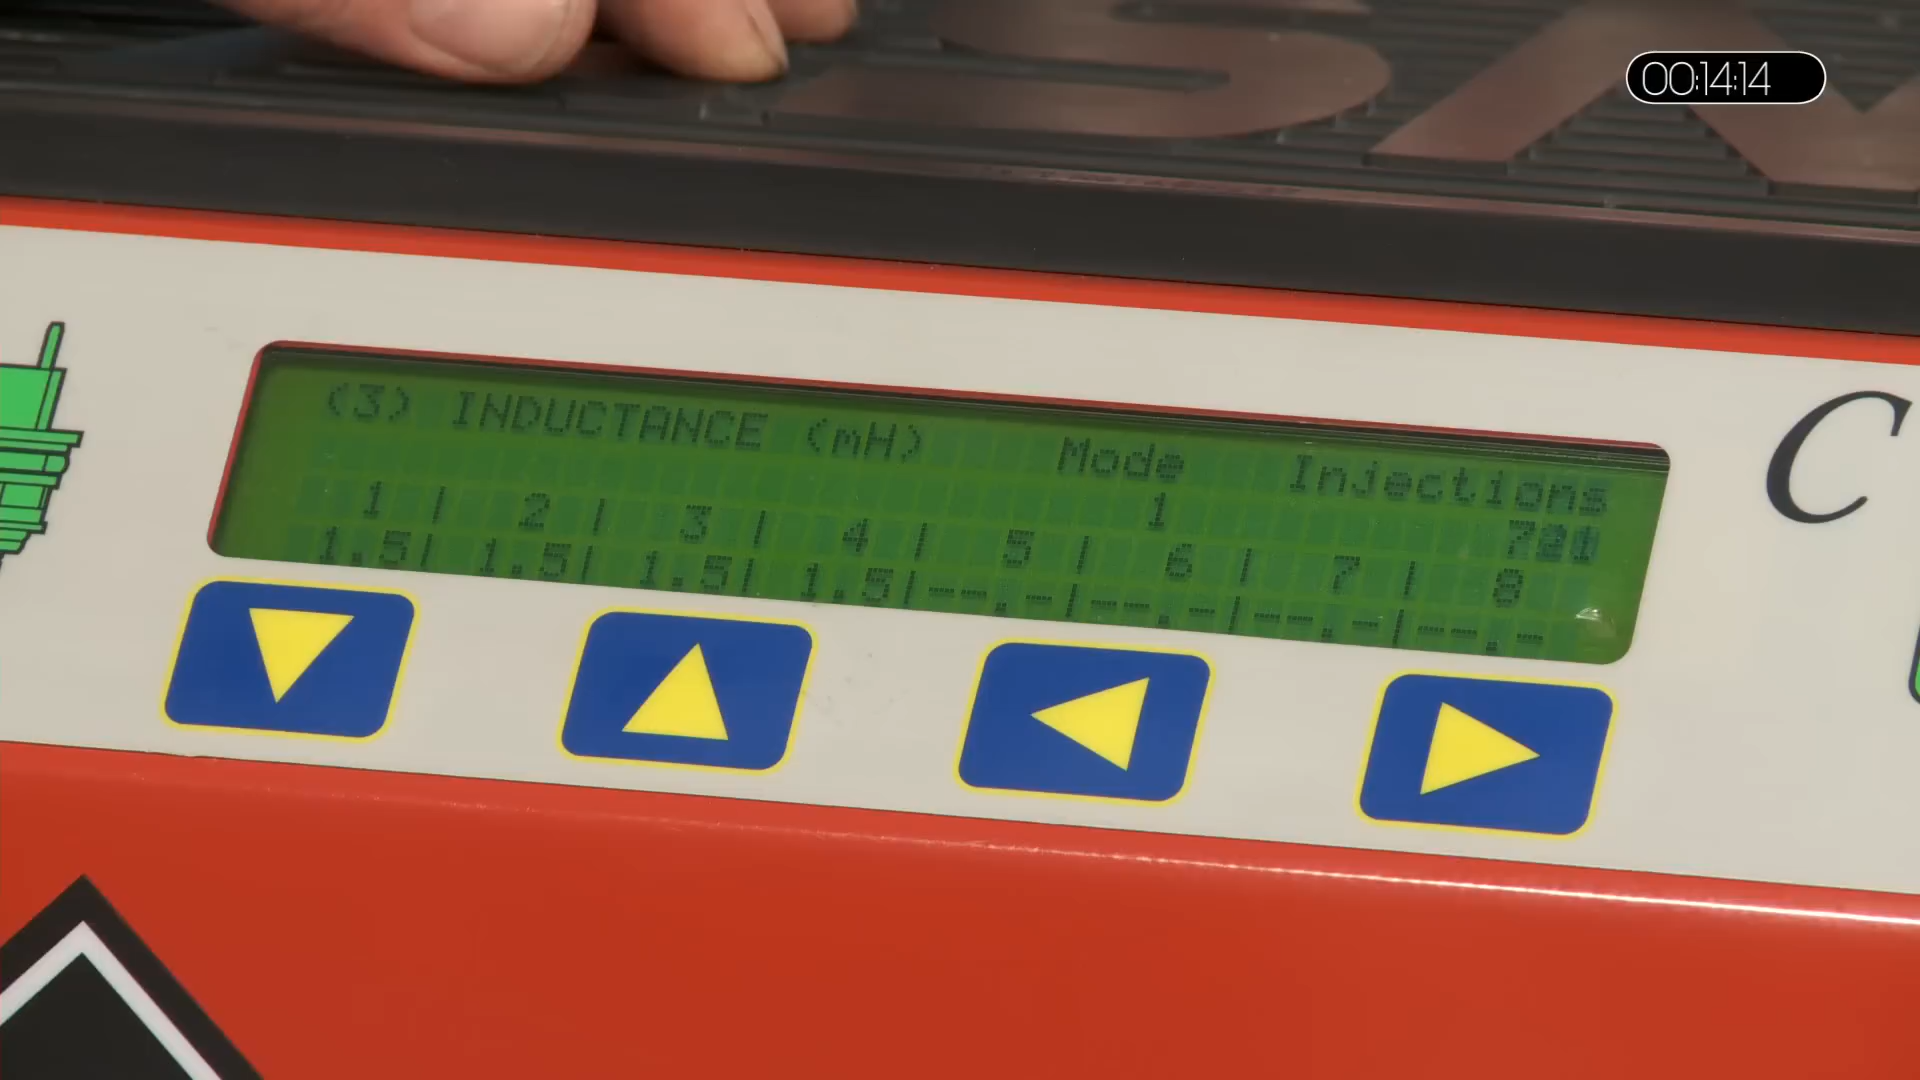 00:14:14
(3) INDUCTANCE (mH) Mode Injections
1
1 | 2 | 3 | 4 | 5 | 6 | 7 | 8
1.5| 1.5| 1.5| 1.5|--.-|--.-|--.-|--.-
C